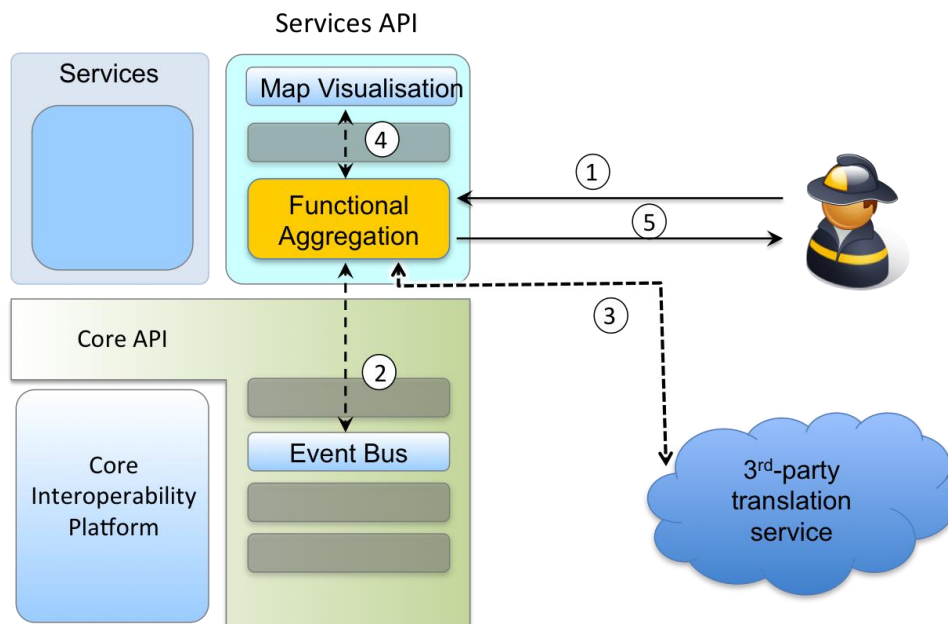 Services API
Services
Map Visualisation
4
1
Functional
Aggregation
5
3
Core API
2
Event Bus
Core
Interoperability
Platform
3rd-party
translation
service